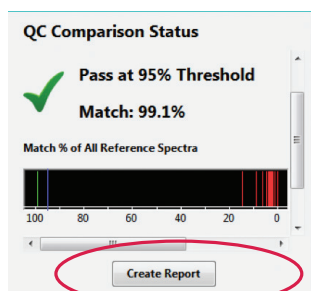 QC Comparison Status
Pass at 95% Threshold
Match: 99.1%
Match % of All Reference Spectra
100 80 60 40 20 0
Create Report